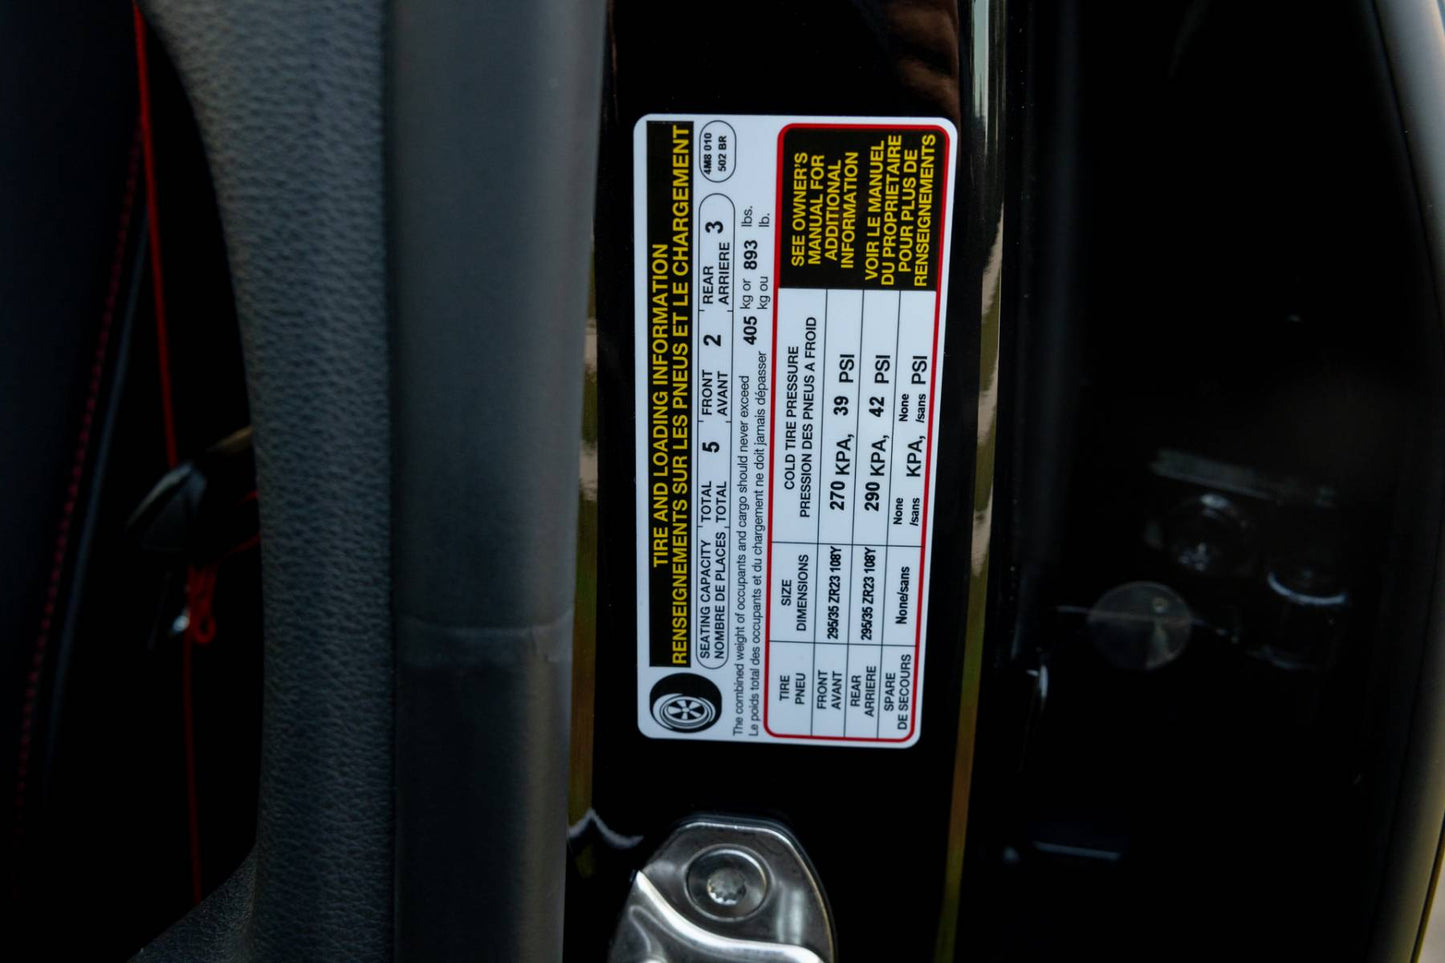 TIRE AND LOADING INFORMATION
RENSEIGNEMENTS SUR LES PNEUS ET LE CHARGEMENT
SEATING CAPACITY TOTAL 5 FRONT 2 REAR 3
NOMBRE DE PLACES TOTAL AVANT ARRIERE
4M8 010
502 BR
The combined weight of occupants and cargo should never exceed 405 kg or 893 lbs.
Le poids total des occupants et du chargement ne doit jamais dépasser kg ou lb.
TIRE SIZE COLD TIRE PRESSURE
PNEU DIMENSIONS PRESSION DES PNEUS A FROID
FRONT
AVANT 295/35 ZR23 108Y 270 KPA, 39 PSI
REAR
ARRIERE 295/35 ZR23 108Y 290 KPA, 42 PSI
SPARE None None
DE SECOURS None/sans /sans KPA, /sans PSI
SEE OWNER'S
MANUAL FOR
ADDITIONAL
INFORMATION
VOIR LE MANUEL
DU PROPRIETAIRE
POUR PLUS DE
RENSEIGNEMENTS